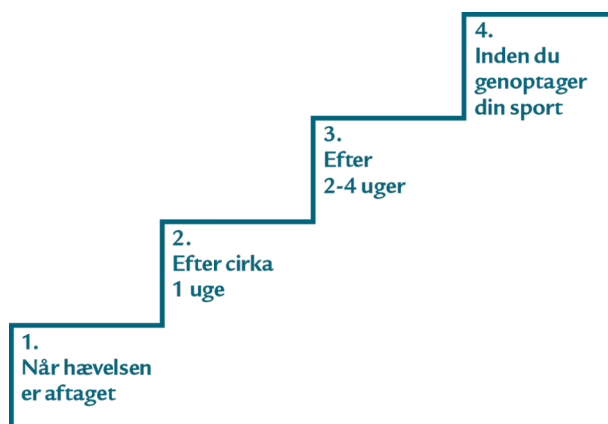 4.
Inden du
genoptager
din sport
3.
Efter
2-4 uger
2.
Efter cirka
1 uge
1.
Når hævelsen
er aftaget